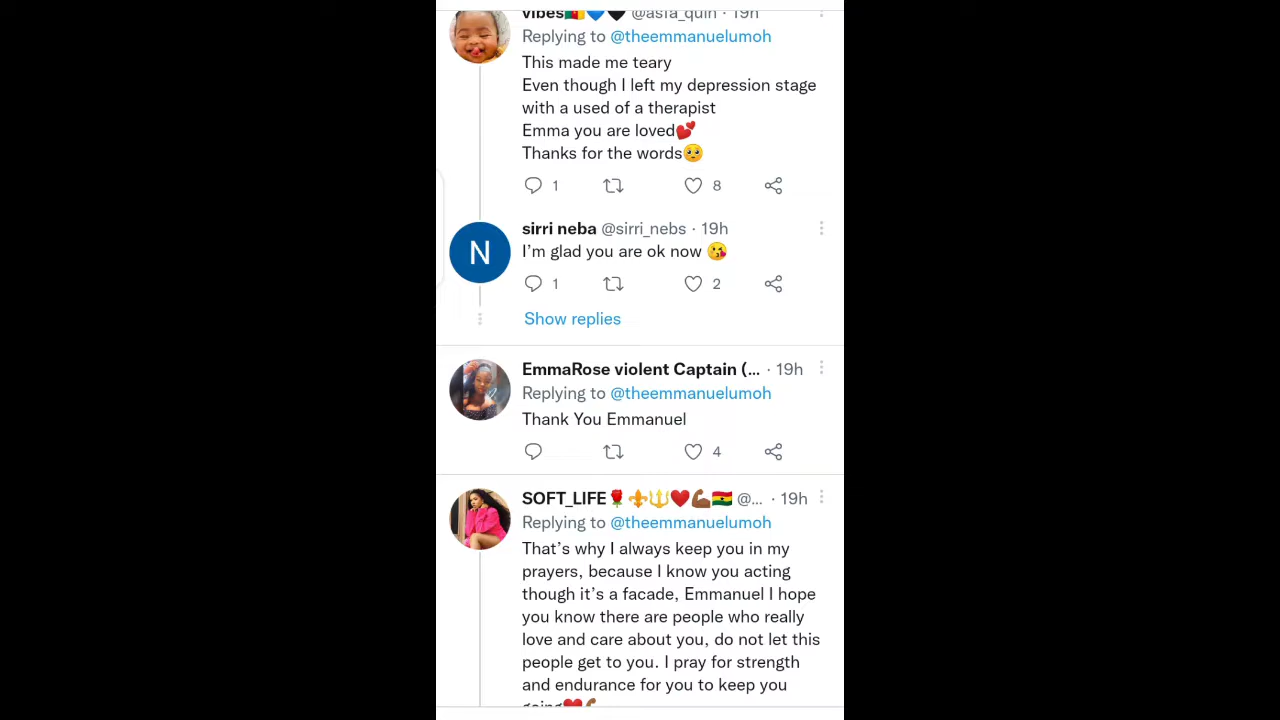 vibes🇨🇲💙🖤 @asfa_quin · 19h
Replying to @theemmanuelumoh
This made me teary
Even though I left my depression stage
with a used of a therapist
Emma you are loved💕
Thanks for the words🥺
1 8
sirri neba @sirri_nebs · 19h
N
I'm glad you are ok now 😘
1 2
Show replies
EmmaRose violent Captain (... · 19h
Replying to @theemmanuelumoh
Thank You Emmanuel
4
SOFT_LIFE🌹⚜️🔱❤️💪🏾🇬🇭 @... · 19h
Replying to @theemmanuelumoh
That's why I always keep you in my
prayers, because I know you acting
though it's a facade, Emmanuel I hope
you know there are people who really
love and care about you, do not let this
people get to you. I pray for strength
and endurance for you to keep you
going❤️💪🏾